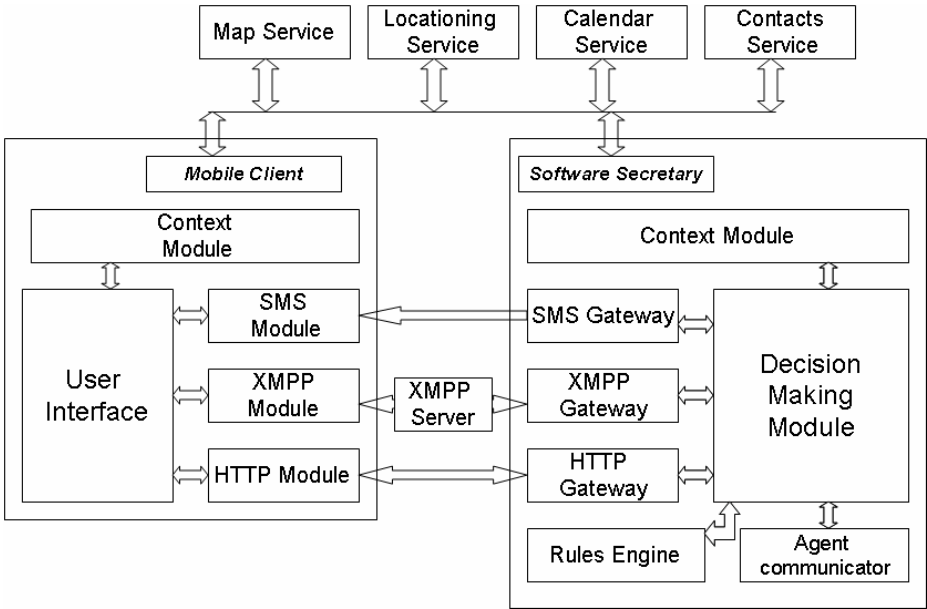 Map Service
Locationing
Service
Calendar
Service
Contacts
Service
Mobile Client
Software Secretary
Context
Module
Context Module
User
Interface
SMS
Module
SMS Gateway
XMPP
Module
XMPP
Server
XMPP
Gateway
HTTP Module
HTTP
Gateway
Decision
Making
Module
Rules Engine
Agent
communicator